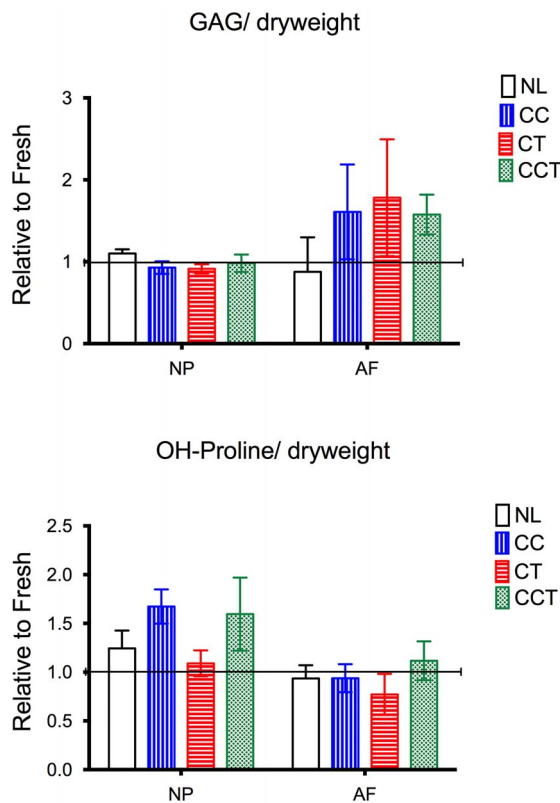 GAG/ dryweight
Relative to Fresh
3
2
1
0
NP AF
NL
CC
CT
CCT
OH-Proline/ dryweight
Relative to Fresh
2.5
2.0
1.5
1.0
0.5
0.0
NP AF
NL
CC
CT
CCT